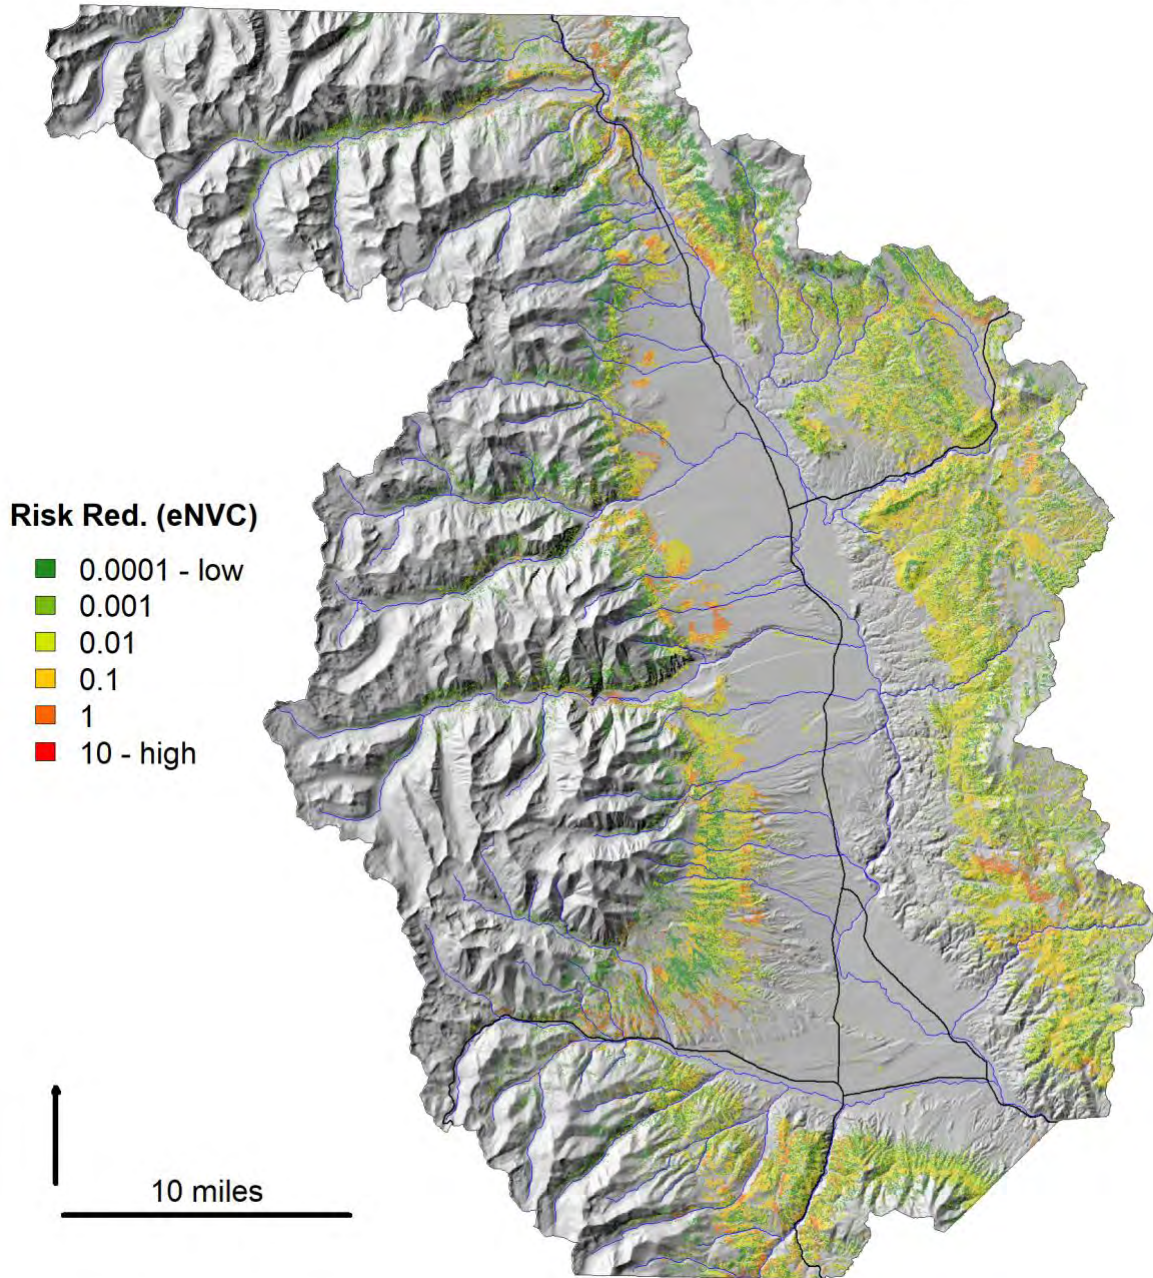 Risk Red. (eNVC)
0.0001 - low
0.001
0.01
0.1
1
10 - high
10 miles